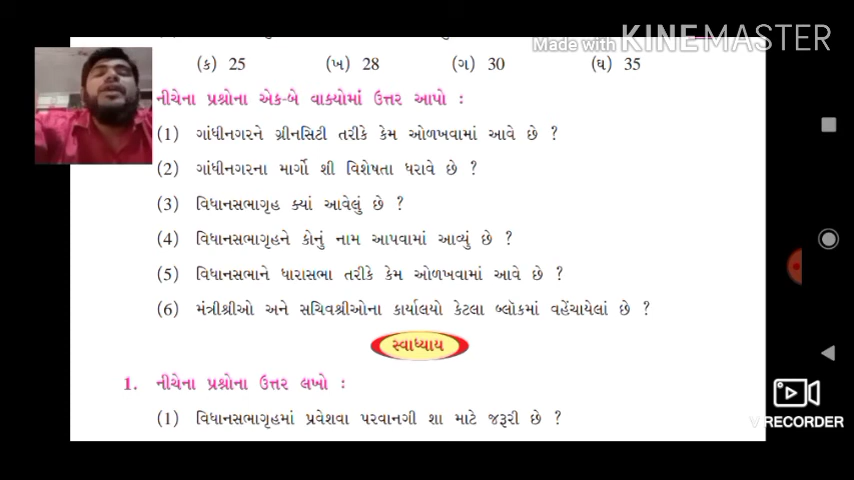 Made with KINEMASTER
(ક) 25 (ખ) 28 (ગ) 30 (ઘ) 35
નીચેના પ્રશ્નોના એક-બે વાક્યોમાં ઉત્તર આપો :
(1) ગાંધીનગરને ગ્રીનસિટી તરીકે કેમ ઓળખવામાં આવે છે ?
(2) ગાંધીનગરના માર્ગો શી વિશેષતા ધરાવે છે ?
(3) વિધાનસભાગૃહ ક્યાં આવેલું છે ?
(4) વિધાનસભાગૃહને કોનું નામ આપવામાં આવ્યું છે ?
(5) વિધાનસભાને ધારાસભા તરીકે કેમ ઓળખવામાં આવે છે ?
(6) મંત્રીશ્રીઓ અને સચિવશ્રીઓના કાર્યાલયો કેટલા બ્લૉકમાં વહેંચાયેલાં છે ?
સ્વાધ્યાય
1. નીચેના પ્રશ્નોના ઉત્તર લખો :
(1) વિધાનસભાગૃહમાં પ્રવેશવા પરવાનગી શા માટે જરૂરી છે ?
V RECORDER